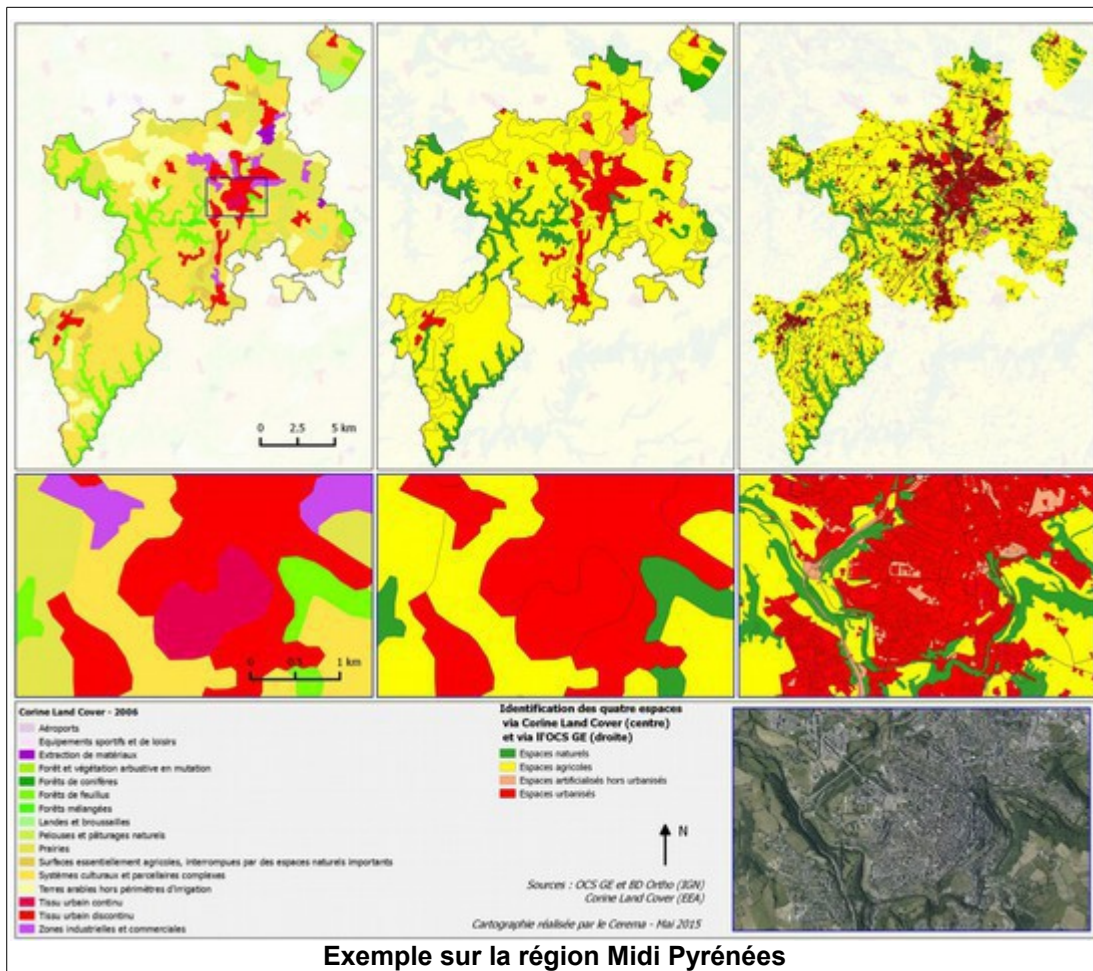 0 2.5 5 km
0 0.5 1 km
Corine Land Cover - 2006
Aéroports
Equipements sportifs et de loisirs
Extraction de matériaux
Forêt et végétation arbustive en mutation
Forêts de conifères
Forêts de feuillus
Forêts mélangées
Landes et broussailles
Pelouses et pâturages naturels
Prairies
Surfaces essentiellement agricoles, interrompues par des espaces naturels importants
Systèmes culturaux et parcellaires complexes
Terres arables hors périmètres d'irrigation
Tissu urbain continu
Tissu urbain discontinu
Zones industrielles et commerciales
Identification des quatre espaces
via Corine Land Cover (centre)
et via l'OCS GE (droite)
Espaces naturels
Espaces agricoles
Espaces artificialisés hors urbanisés
Espaces urbanisés
N
Sources : OCS GE et BD Ortho (IGN)
Corine Land Cover (EEA)
Cartographie réalisée par le Cerema - Mai 2015
Exemple sur la région Midi Pyrénées